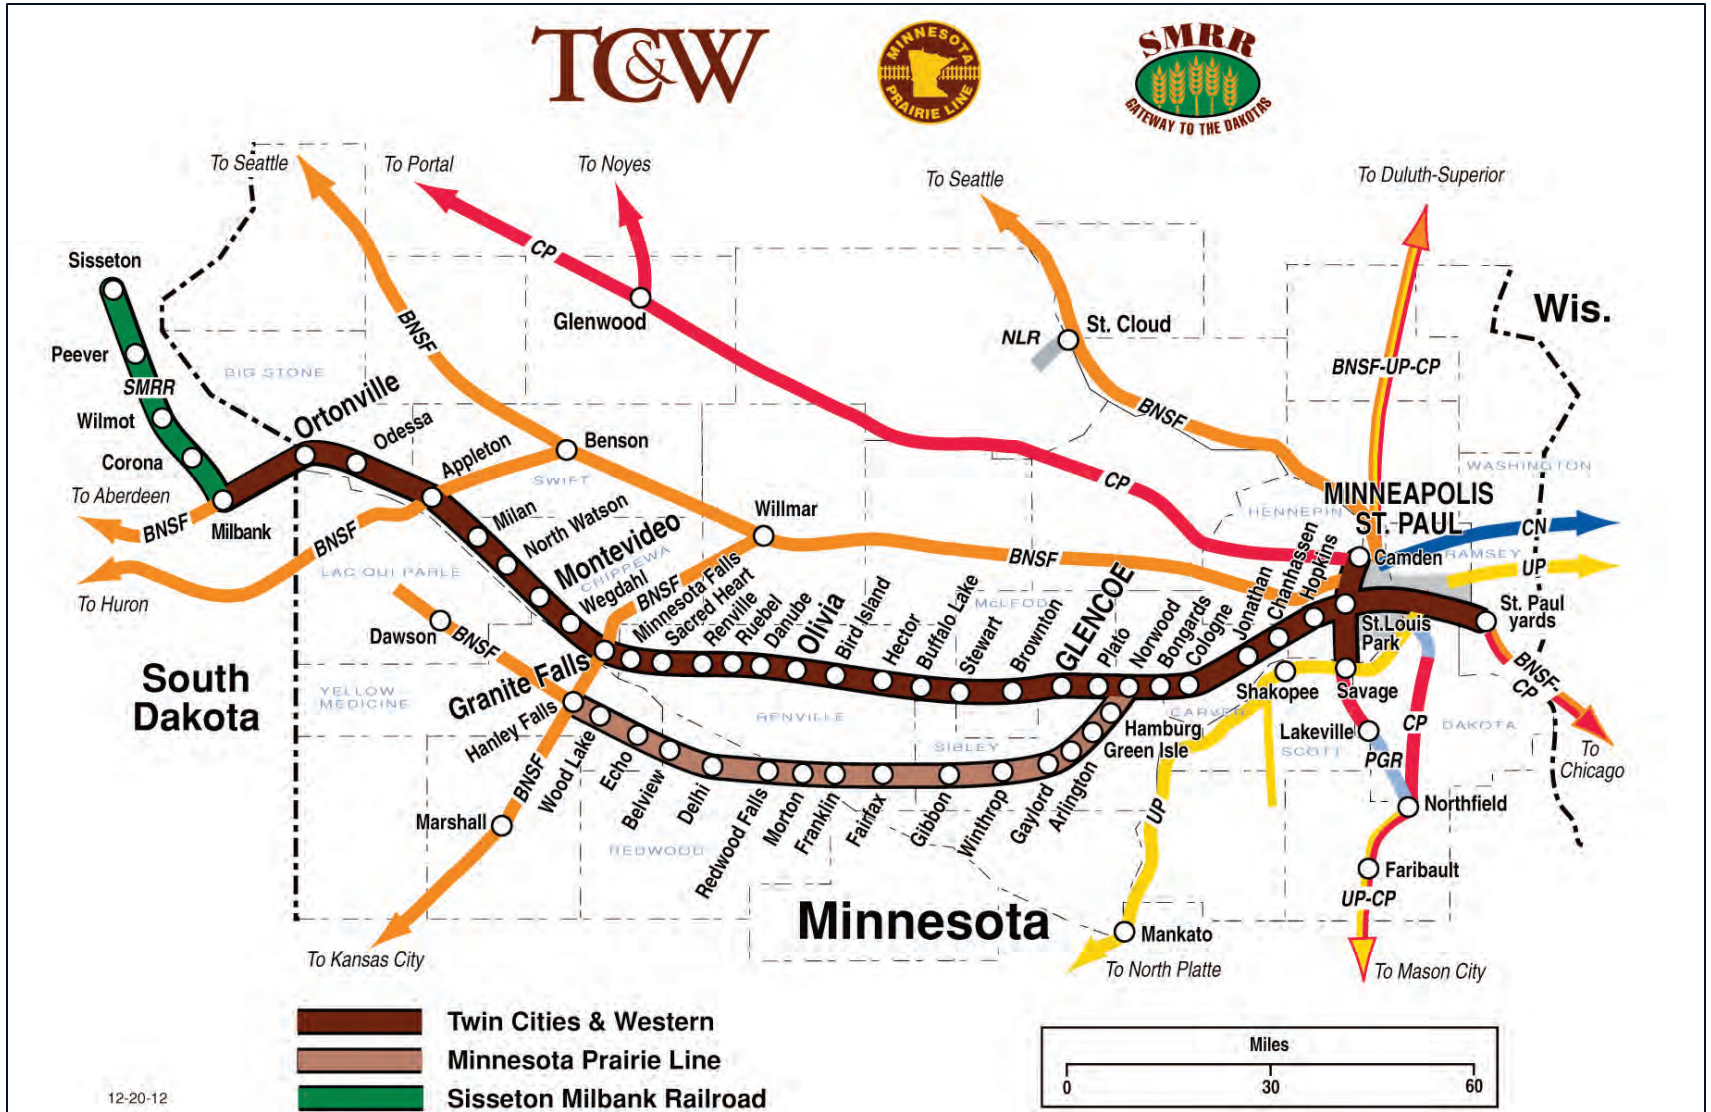 TC&W
MINNESOTA
PRAIRIE LINE
SMRR
GATEWAY TO THE DAKOTAS
To Seattle
To Portal
To Noyes
To Seattle
To Duluth-Superior
Sisteton
CP
Wis.
Glenwood
BNSF
NLR
St. Cloud
Peever
SMRR
BIG STONE
BNSF-UP-CP
Wilmot
Ortonville
Odessa
Appleton
Benson
BNSF
Corona
SWIFT
CP
WASHINGTON
To Aberdeen
BNSF
Milbank
BNSF
Milan
North Watson
Montevideo
Willmar
MINNEAPOLIS
ST. PAUL
HENNEPIN
CN
LAC QUI PARLE
CHIPPEWA
Wegdahl
BNSF
BNSF
Camden
RAMSEY
UP
To Huron
Dawson
BNSF
Granite Falls
Minnesota Falls
Sacred Heart
Renville
Ruebel
Danube
Olivia
Bird Island
Hector
Buffalo Lake
Stewart
Brownton
McLEOD
GLENCOE
Plato
Norwood
Bongards
Cologne
Jonathan
Chanhassen
Hopkins
St.Louis
Park
St. Paul
yards
BNSF
CP
South
Dakota
YELLOW
MEDICINE
Hanley Falls
RENVILLE
SIBLEY
CARVER
Shakopee
Savage
Hamburg
Green Isle
Lakeville
SCOTT
CP
DAKOTA
PGR
To
Chicago
BNSF
Wood Lake
Echo
Belview
Delhi
Redwood Falls
Morton
Franklin
Fairfax
Gibbon
Winthrop
Gaylord
Arlington
UP
Northfield
Marshall
REDWOOD
Faribault
UP-CP
Minnesota
Mankato
To Kansas City
To North Platte
To Mason City
Twin Cities & Western
Minnesota Prairie Line
Sisseton Milbank Railroad
12-20-12
Miles
0 30 60